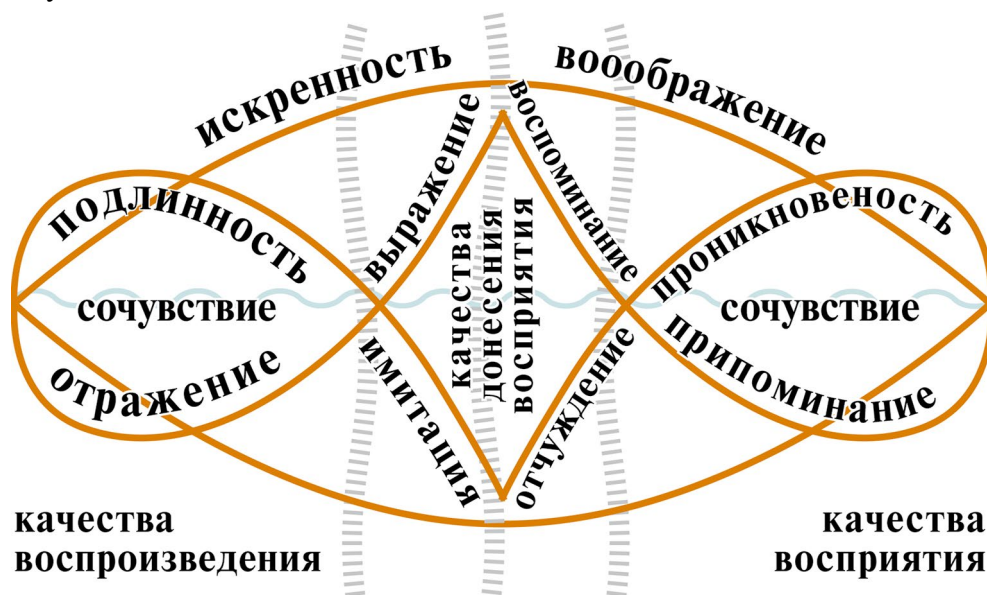 искренность
вооображение
подлинность
выражение
воспоминание
проникновеность
сочувствие
качества
донесения
восприятия
сочувствие
отражение
имитация
отчуждение
припоминание
качества
воспроизведения
качества
восприятия